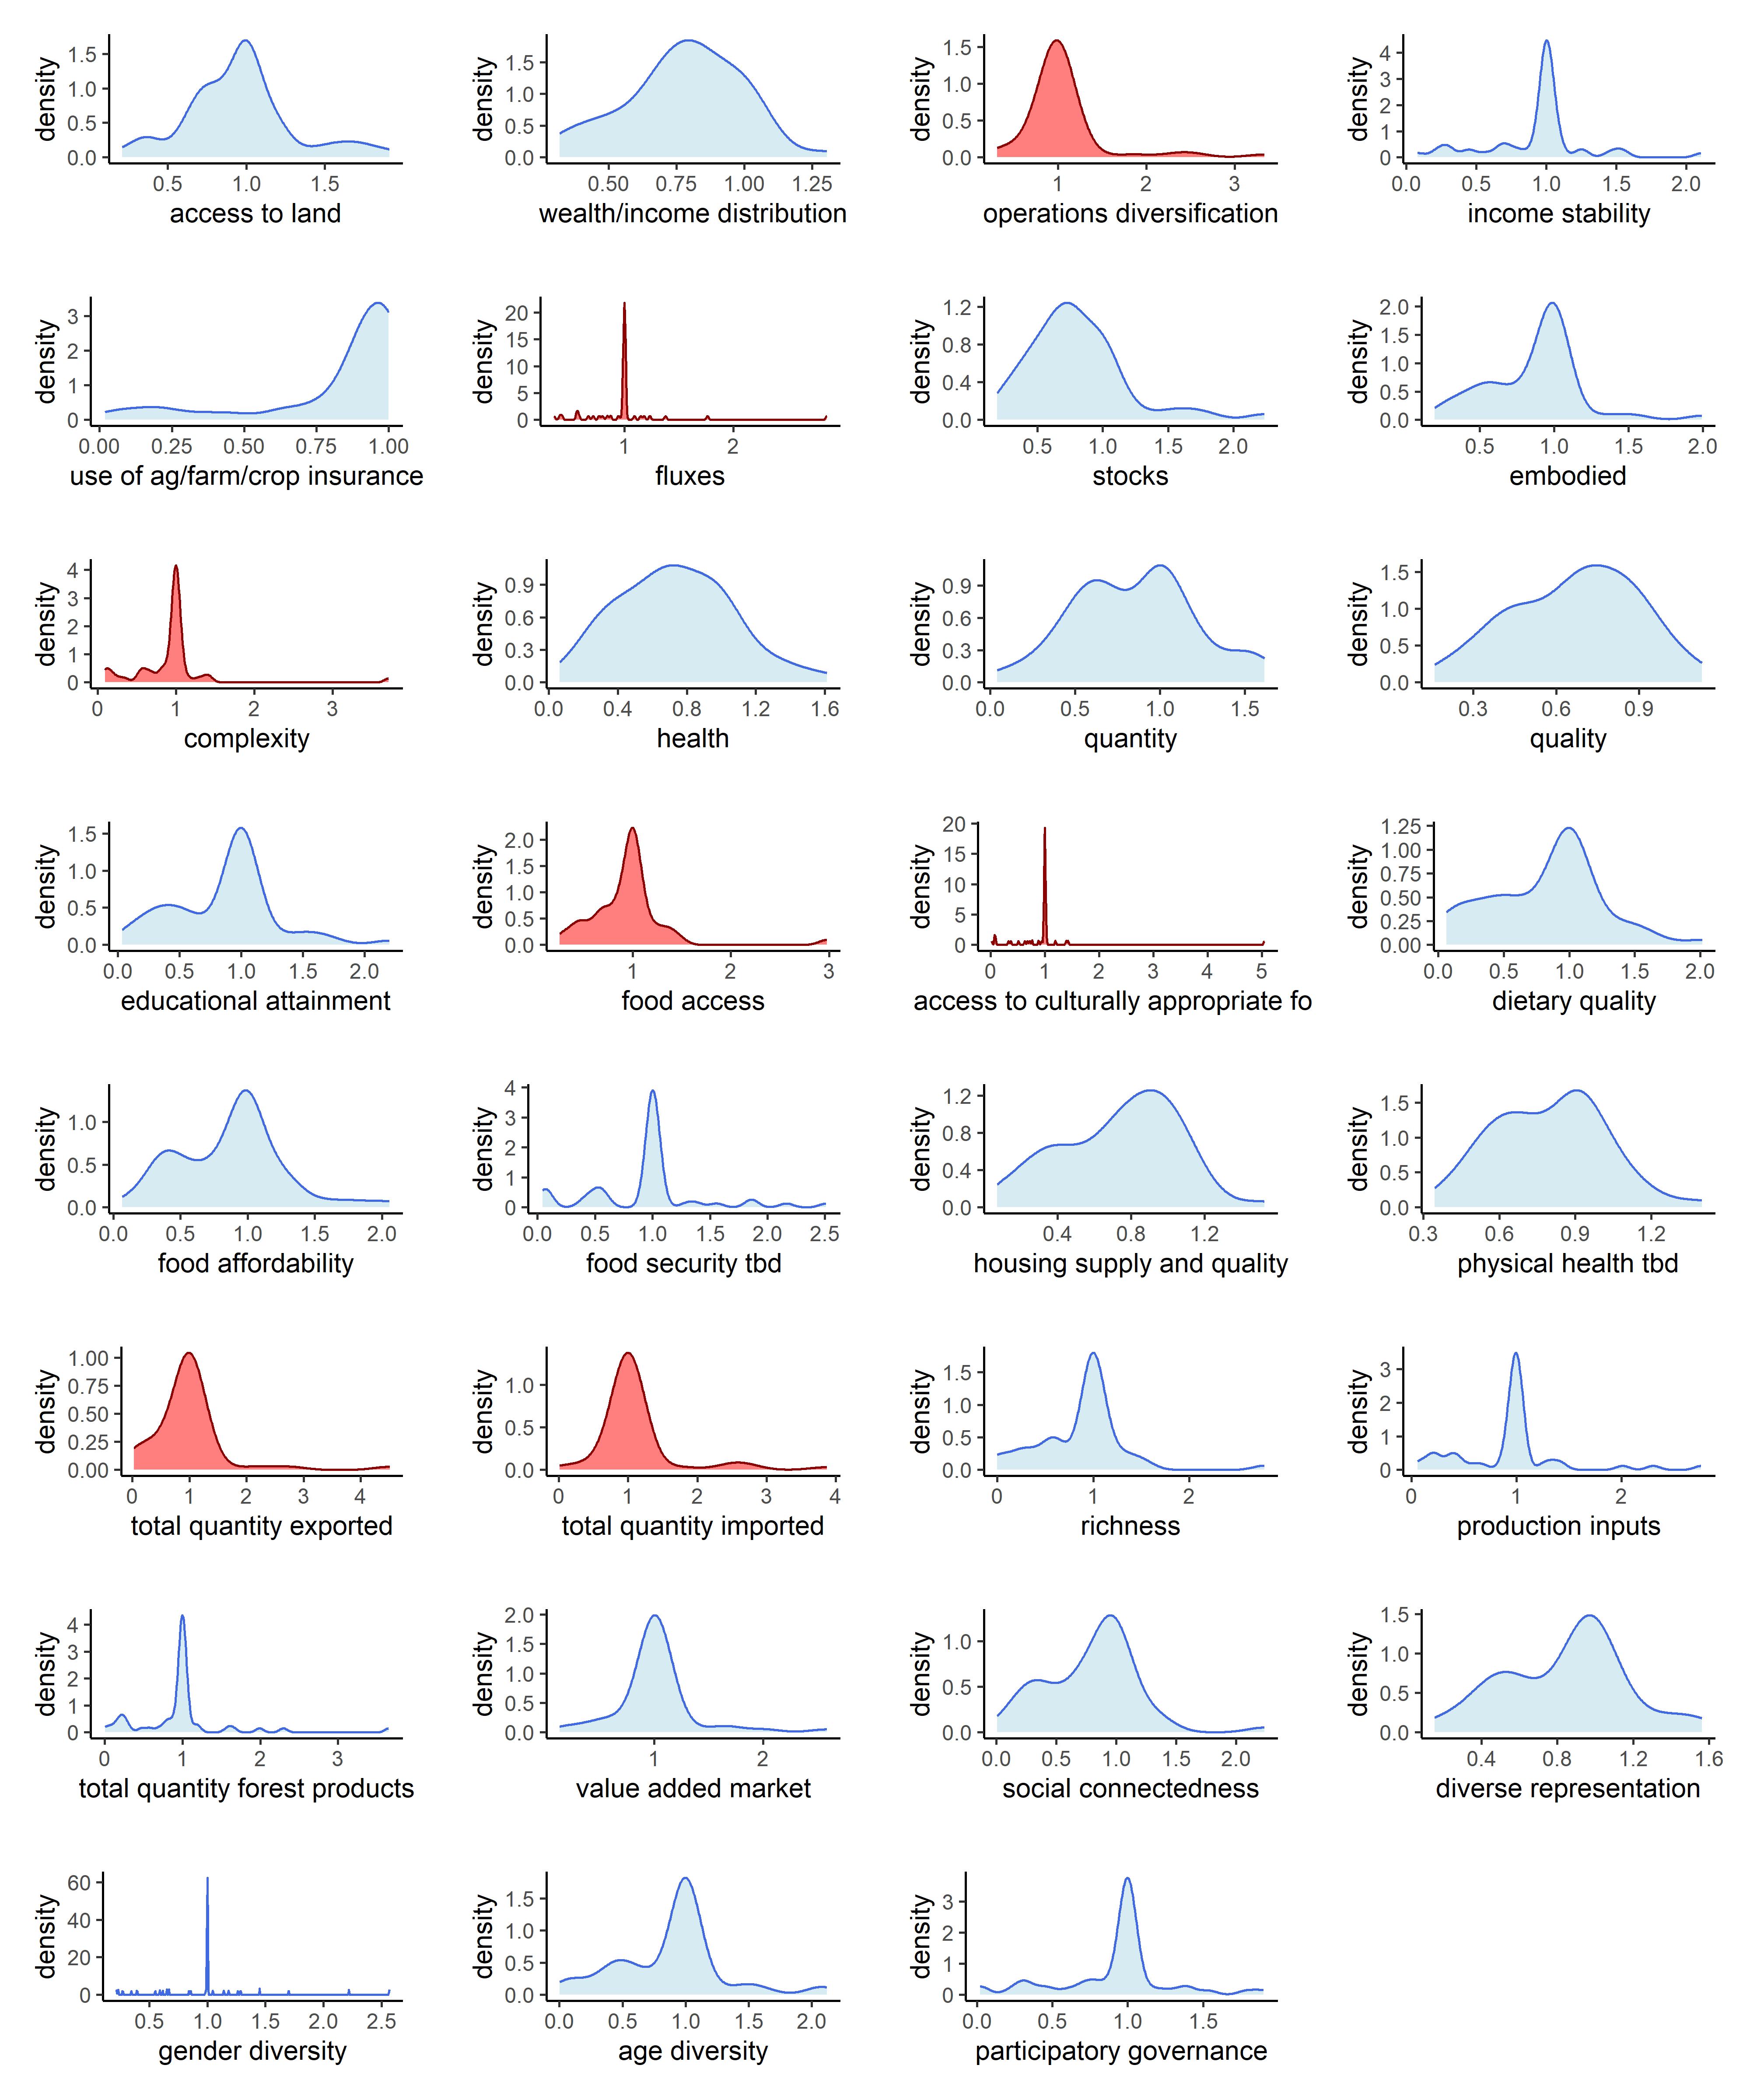 density
1.5
1.0
0.5
0.0
0.5 1.0 1.5
access to land
density
1.5
1.0
0.5
0.0
0.50 0.75 1.00 1.25
wealth/income distribution
density
1.5
1.0
0.5
0.0
1 2 3
operations diversification
density
4
3
2
1
0
0.0 0.5 1.0 1.5 2.0
income stability
density
3
2
1
0
0.00 0.25 0.50 0.75 1.00
use of ag/farm/crop insurance
density
20
15
10
5
0
1 2
fluxes
density
1.2
0.8
0.4
0.0
0.5 1.0 1.5 2.0
stocks
density
2.0
1.5
1.0
0.5
0.0
0.5 1.0 1.5 2.0
embodied
density
4
3
2
1
0
0 1 2 3
complexity
density
0.9
0.6
0.3
0.0
0.0 0.4 0.8 1.2 1.6
health
density
0.9
0.6
0.3
0.0
0.0 0.5 1.0 1.5
quantity
density
1.5
1.0
0.5
0.0
0.3 0.6 0.9
quality
density
1.5
1.0
0.5
0.0
0.0 0.5 1.0 1.5 2.0
educational attainment
density
2.0
1.5
1.0
0.5
0.0
1 2 3
food access
density
20
15
10
5
0
0 1 2 3 4 5
access to culturally appropriate fo
density
1.25
1.00
0.75
0.50
0.25
0.00
0.0 0.5 1.0 1.5 2.0
dietary quality
density
1.0
0.5
0.0
0.0 0.5 1.0 1.5 2.0
food affordability
density
4
3
2
1
0
0.0 0.5 1.0 1.5 2.0 2.5
food security tbd
density
1.2
0.8
0.4
0.0
0.4 0.8 1.2
housing supply and quality
density
1.5
1.0
0.5
0.0
0.3 0.6 0.9 1.2
physical health tbd
density
1.00
0.75
0.50
0.25
0.00
0 1 2 3 4
total quantity exported
density
1.0
0.5
0.0
0 1 2 3 4
total quantity imported
density
1.5
1.0
0.5
0.0
0 1 2
richness
density
3
2
1
0
0 1 2
production inputs
density
4
3
2
1
0
0 1 2 3
total quantity forest products
density
2.0
1.5
1.0
0.5
0.0
1 2
value added market
density
1.0
0.5
0.0
0.0 0.5 1.0 1.5 2.0
social connectedness
density
1.5
1.0
0.5
0.0
0.4 0.8 1.2 1.6
diverse representation
density
60
40
20
0
0.5 1.0 1.5 2.0 2.5
gender diversity
density
1.5
1.0
0.5
0.0
0.0 0.5 1.0 1.5 2.0
age diversity
density
3
2
1
0
0.0 0.5 1.0 1.5
participatory governance